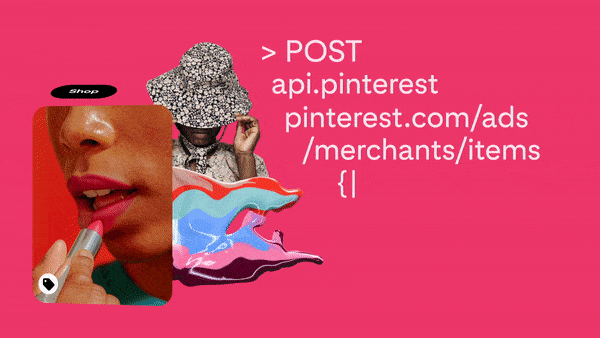 > POST
api.pinterest
pinterest.com/ads
/merchants/items
{|
Shop